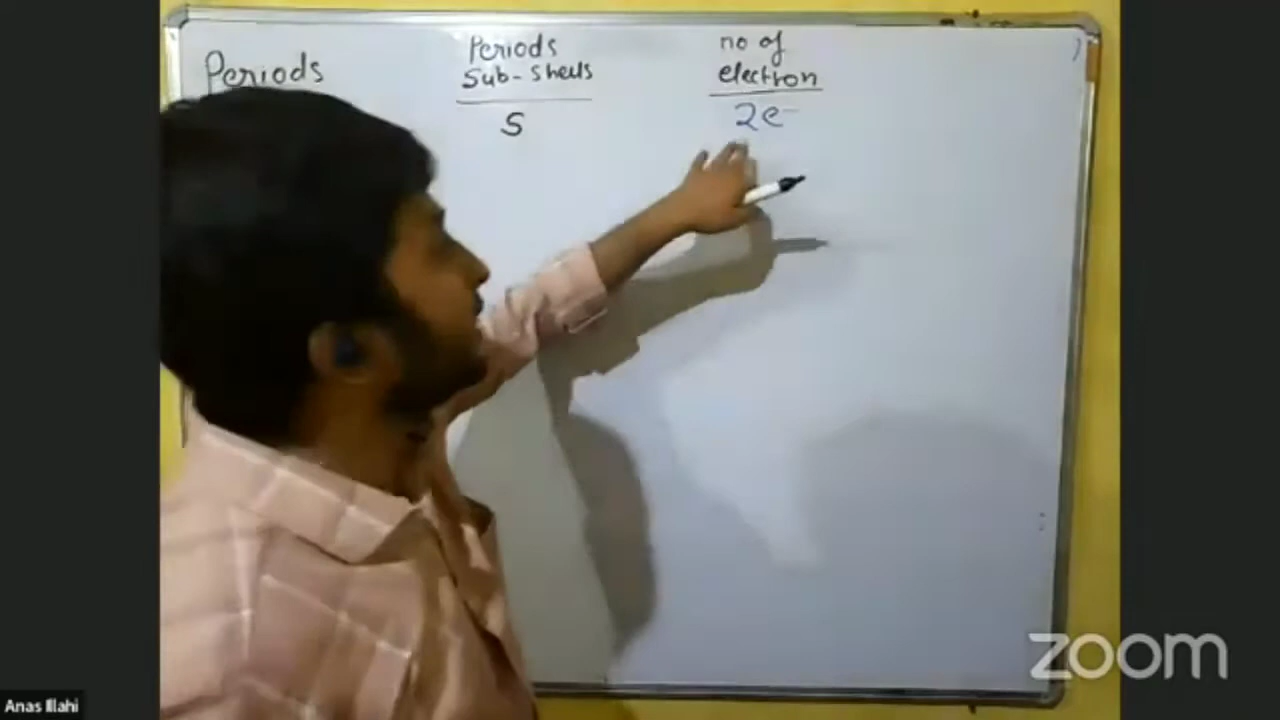 Periods
Periods
Sub-shells
no of
electron
S
2e-
zoom
Anas Illahi